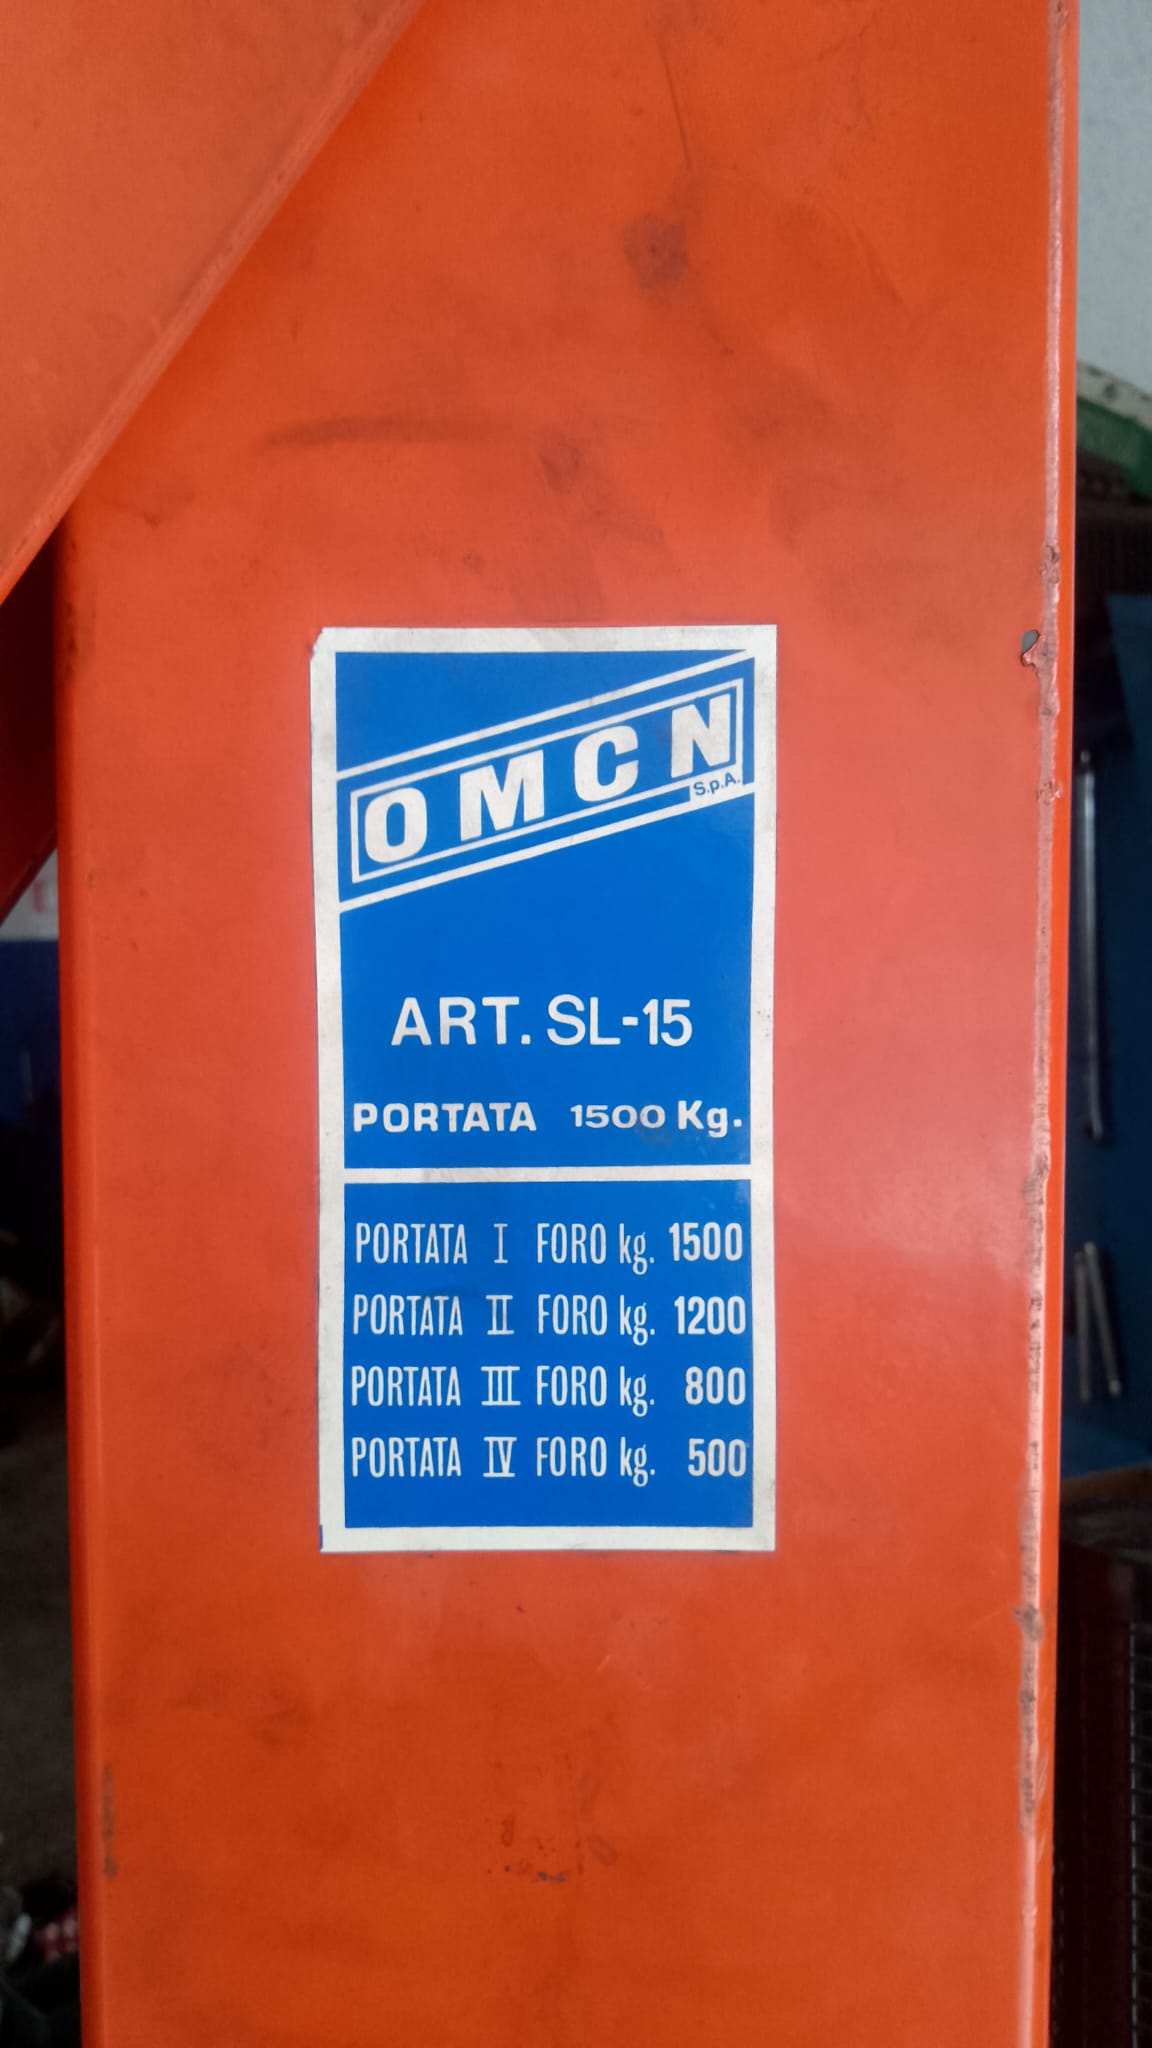 OMCN
S.p.A.
ART. SL-15
PORTATA 1500 Kg.
PORTATA I FORO kg. 1500
PORTATA II FORO kg. 1200
PORTATA III FORO kg. 800
PORTATA IV FORO kg. 500